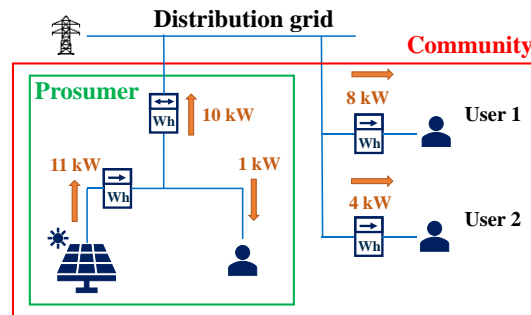 Distribution grid
Community
Prosumer
8 kW
User 1
Wh
10 kW
Wh
11 kW
1 kW
Wh
4 kW
User 2
Wh